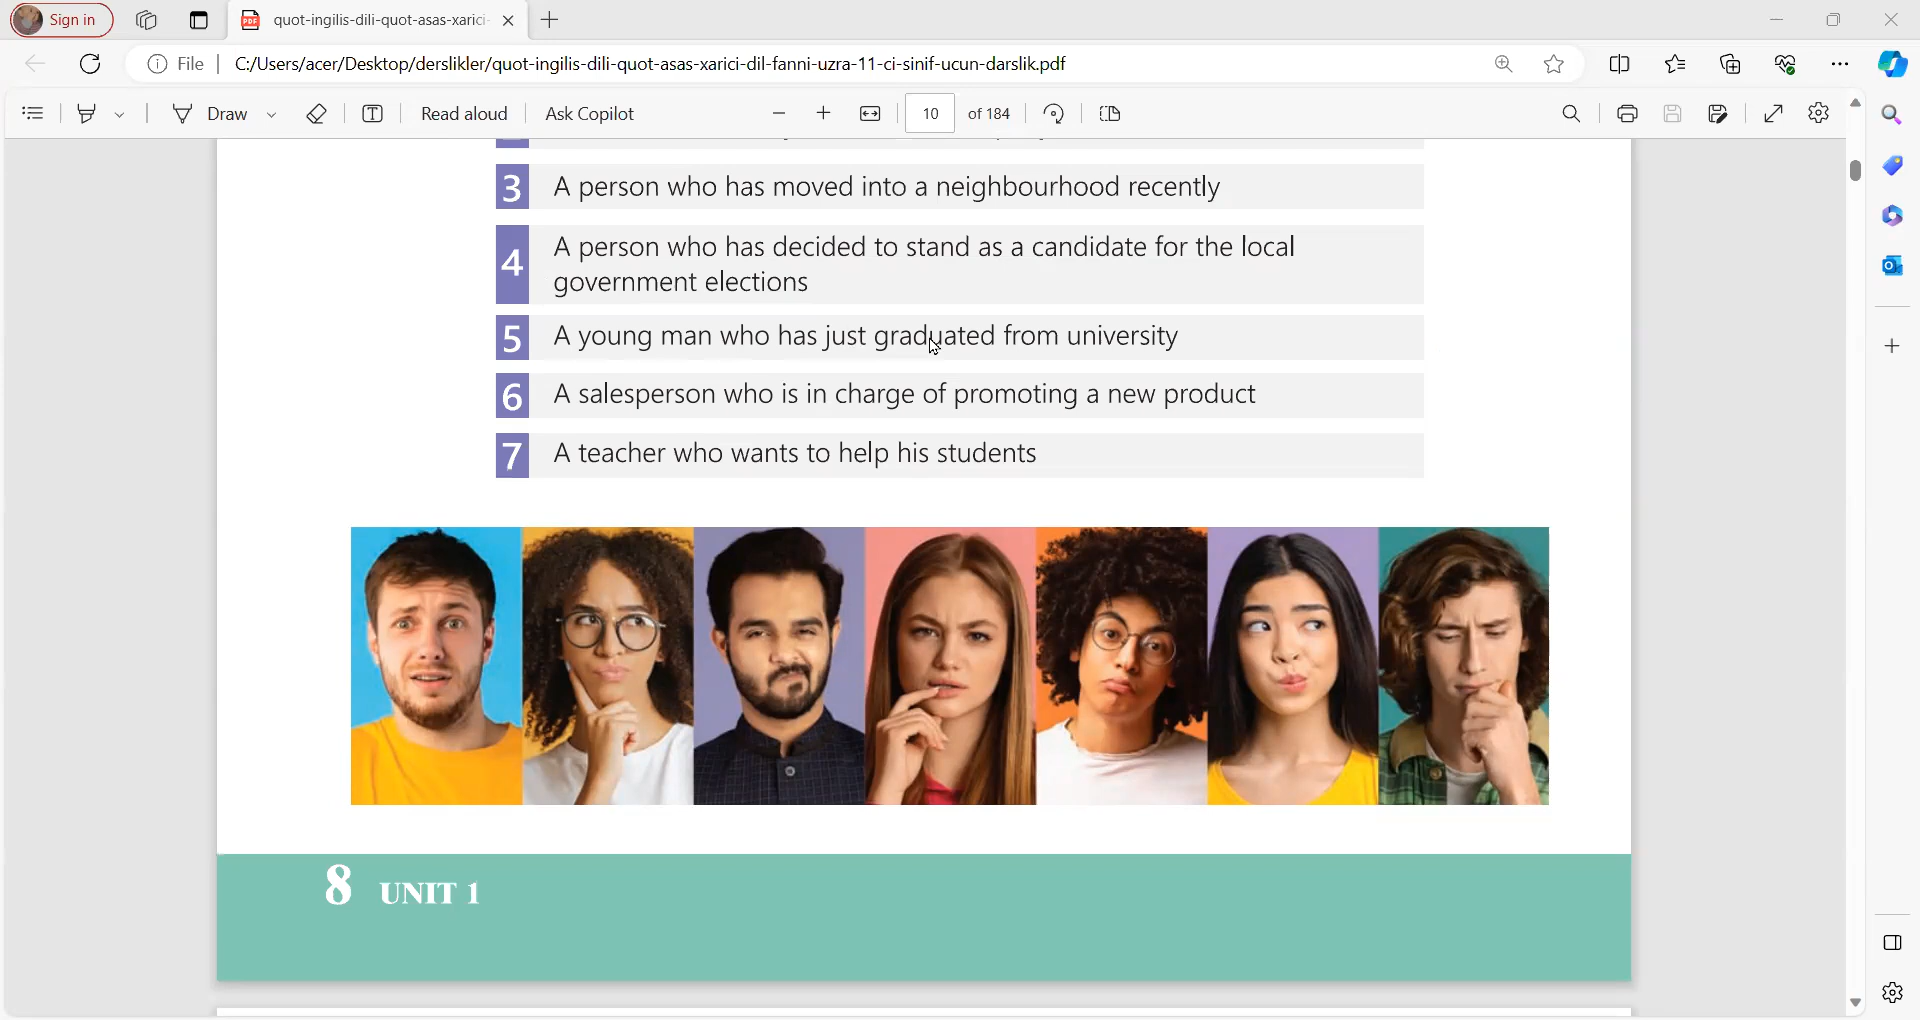 Sign in
quot-ingilis-dili-quot-asas-xarici-
File
C:/Users/acer/Desktop/derslikler/quot-ingilis-dili-quot-asas-xarici-dil-fanni-uzra-11-ci-sinif-ucun-darslik.pdf
Draw
Read aloud
Ask Copilot
10 of 184
3 A person who has moved into a neighbourhood recently
4 A person who has decided to stand as a candidate for the local
government elections
5 A young man who has just graduated from university
6 A salesperson who is in charge of promoting a new product
7 A teacher who wants to help his students
8 UNIT 1